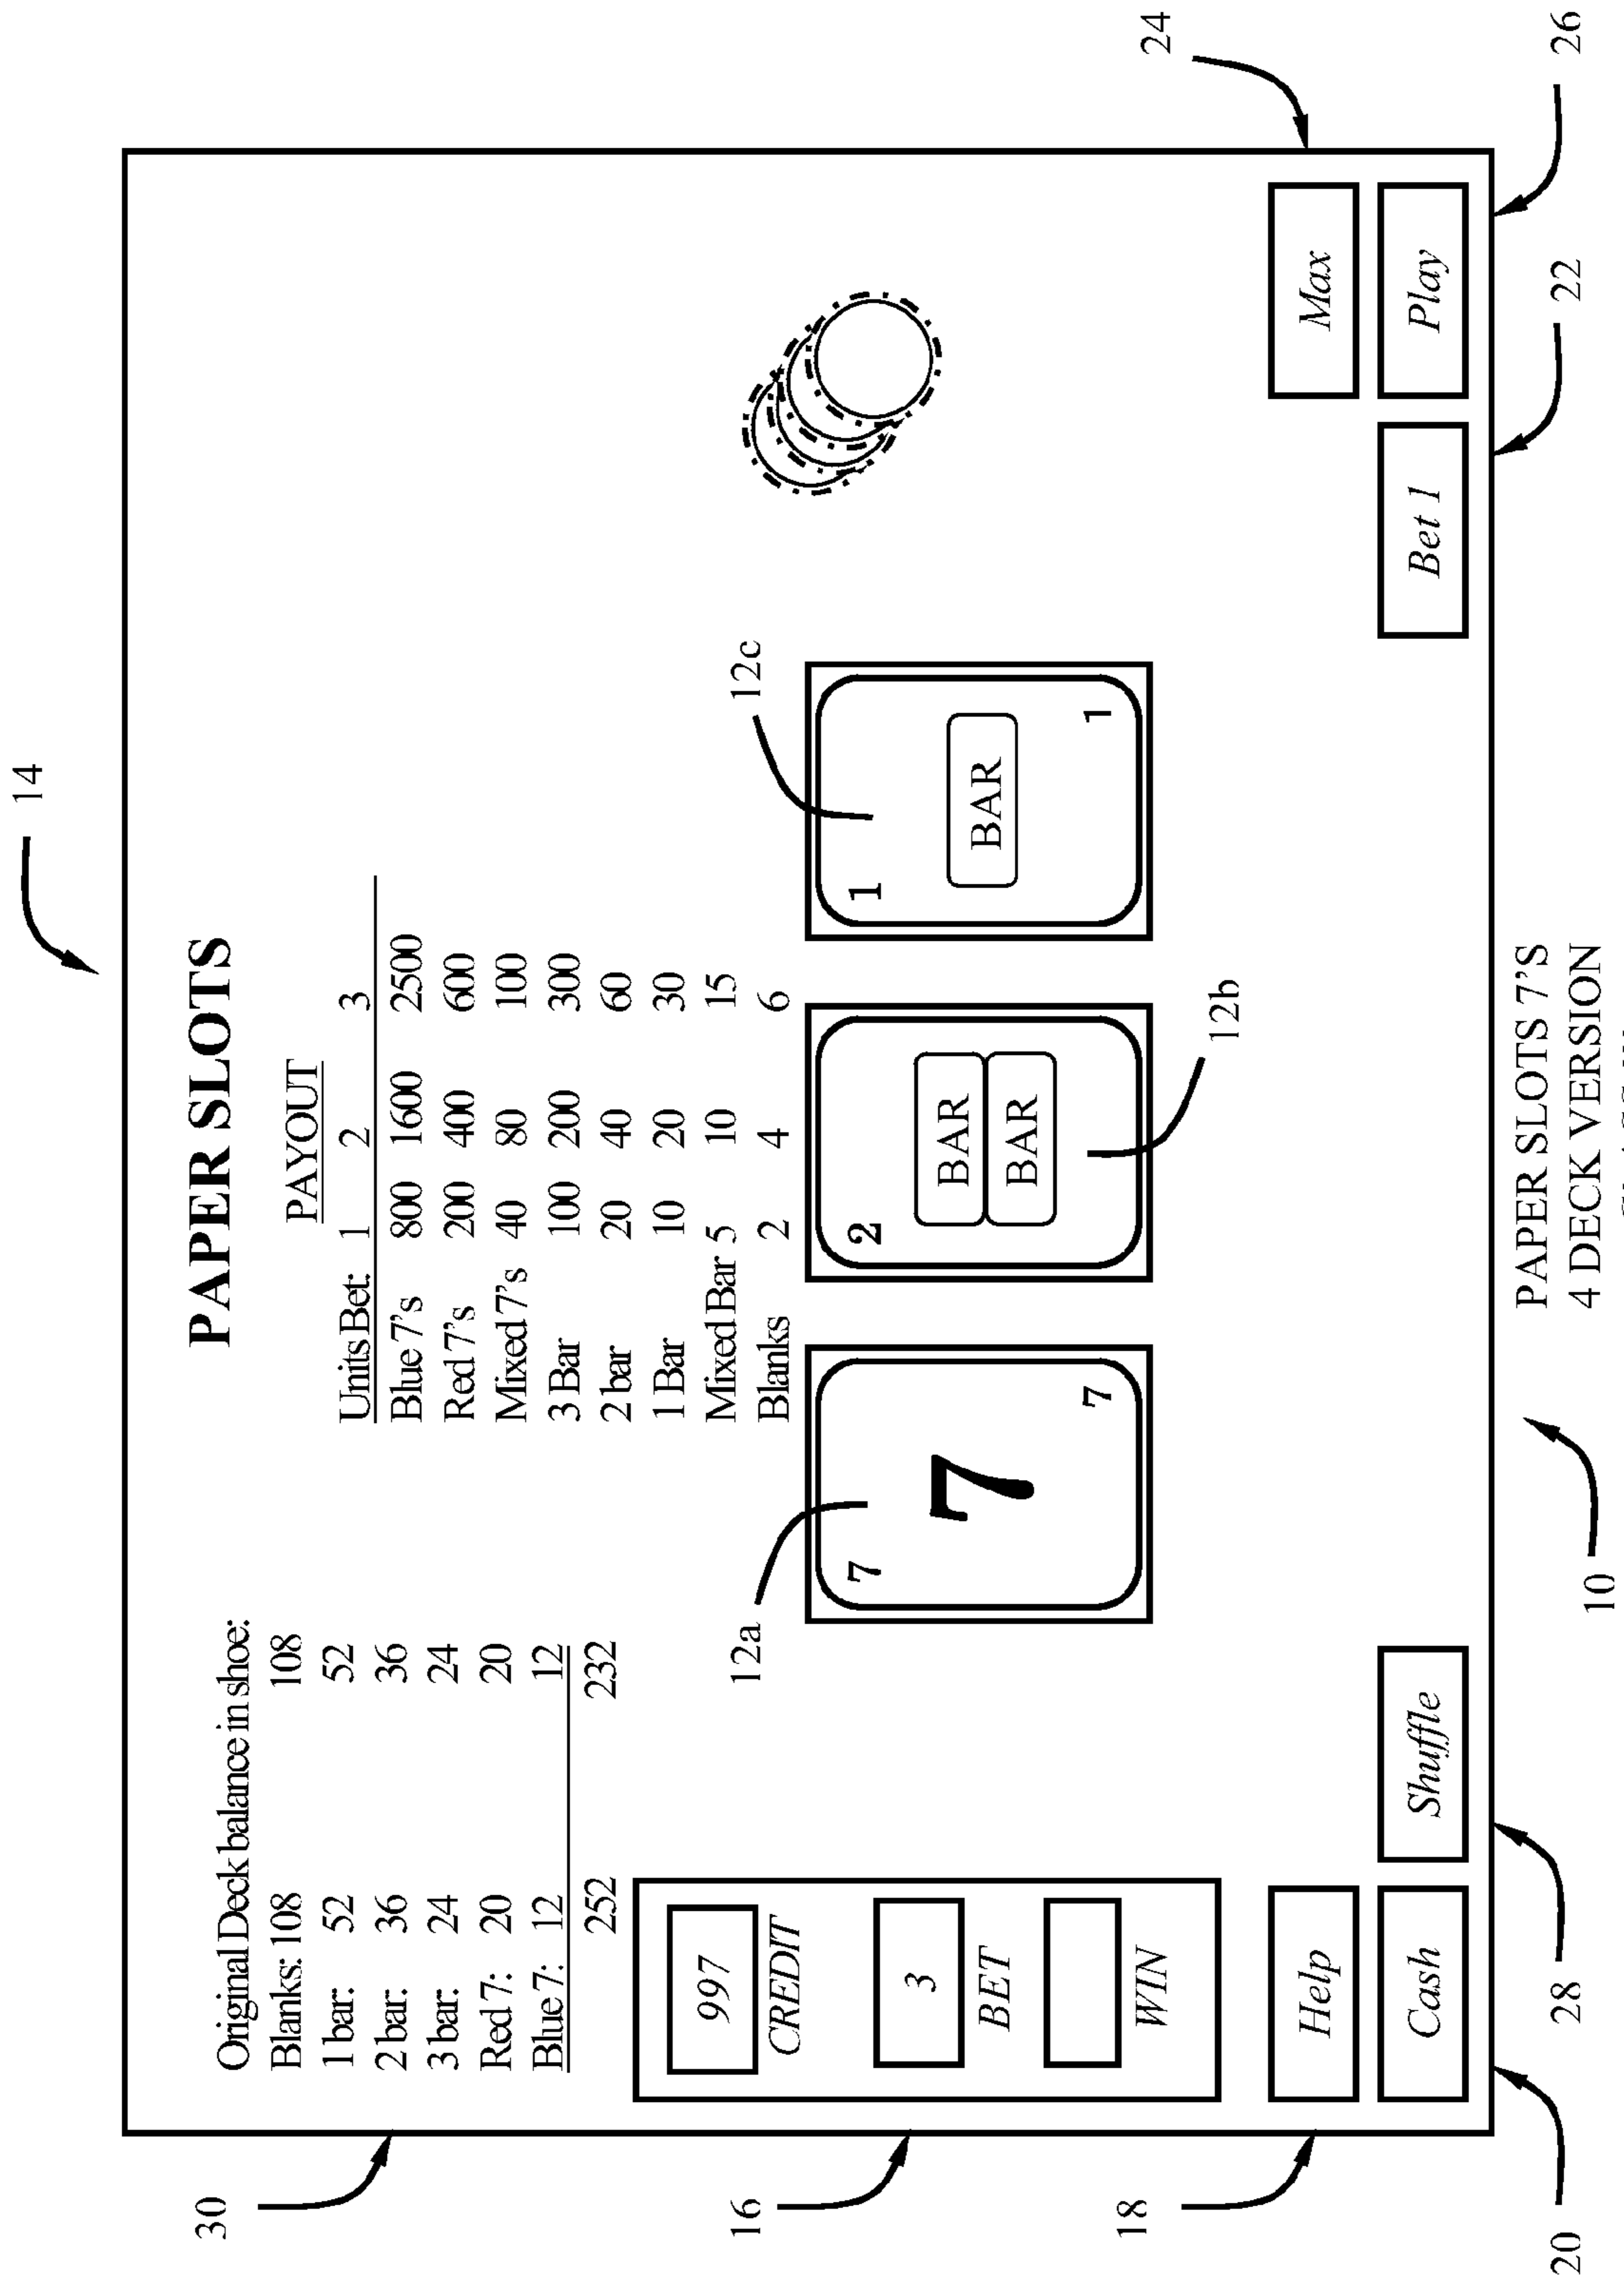 14
PAPER SLOTS
Original Deck balance in shoe:
Blanks: 108 108
1 bar: 52 52
2 bar: 36 36
3 bar: 24 24
Red 7: 20 20
Blue 7: 12 12
252 232
PAYOUT
Units Bet: 1 2 3
Blue 7's 800 1600 2500
Red 7's 200 400 600
Mixed 7's 40 80 100
3 Bar 100 200 300
2 bar 20 40 60
1 Bar 10 20 30
Mixed Bar 5 10 15
Blanks 2 4 6
30
16
18
20
28
997
CREDIT
3
BET
WIN
Help
Cash
Shuffle
12a
7
7
7
12b
2
BAR
BAR
12c
1
BAR
1
Bet 1
Max
Play
24
22
26
10
PAPER SLOTS 7'S
4 DECK VERSION